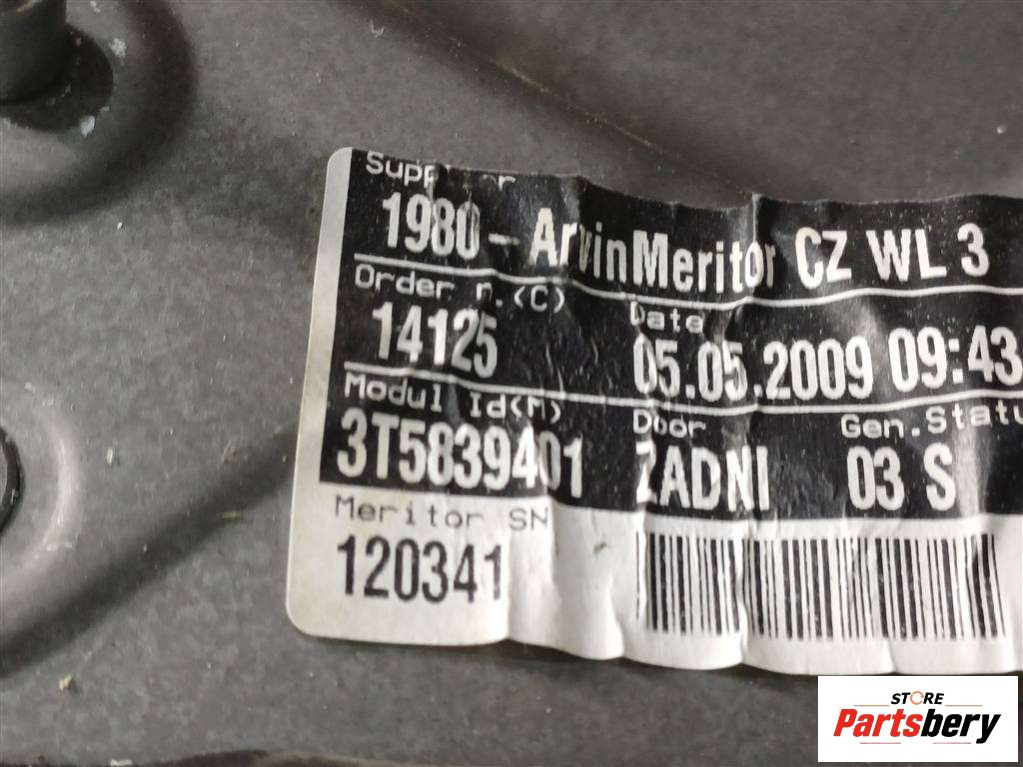 1980 - ArvinMeritor CZ WL 3
Order n.(C)
Date
14125
05.05.2009 09:43
Modul Id(M)
Door
3T5839401
ZADNI
03 S
Meritor SN
120341
STORE
Partsbery